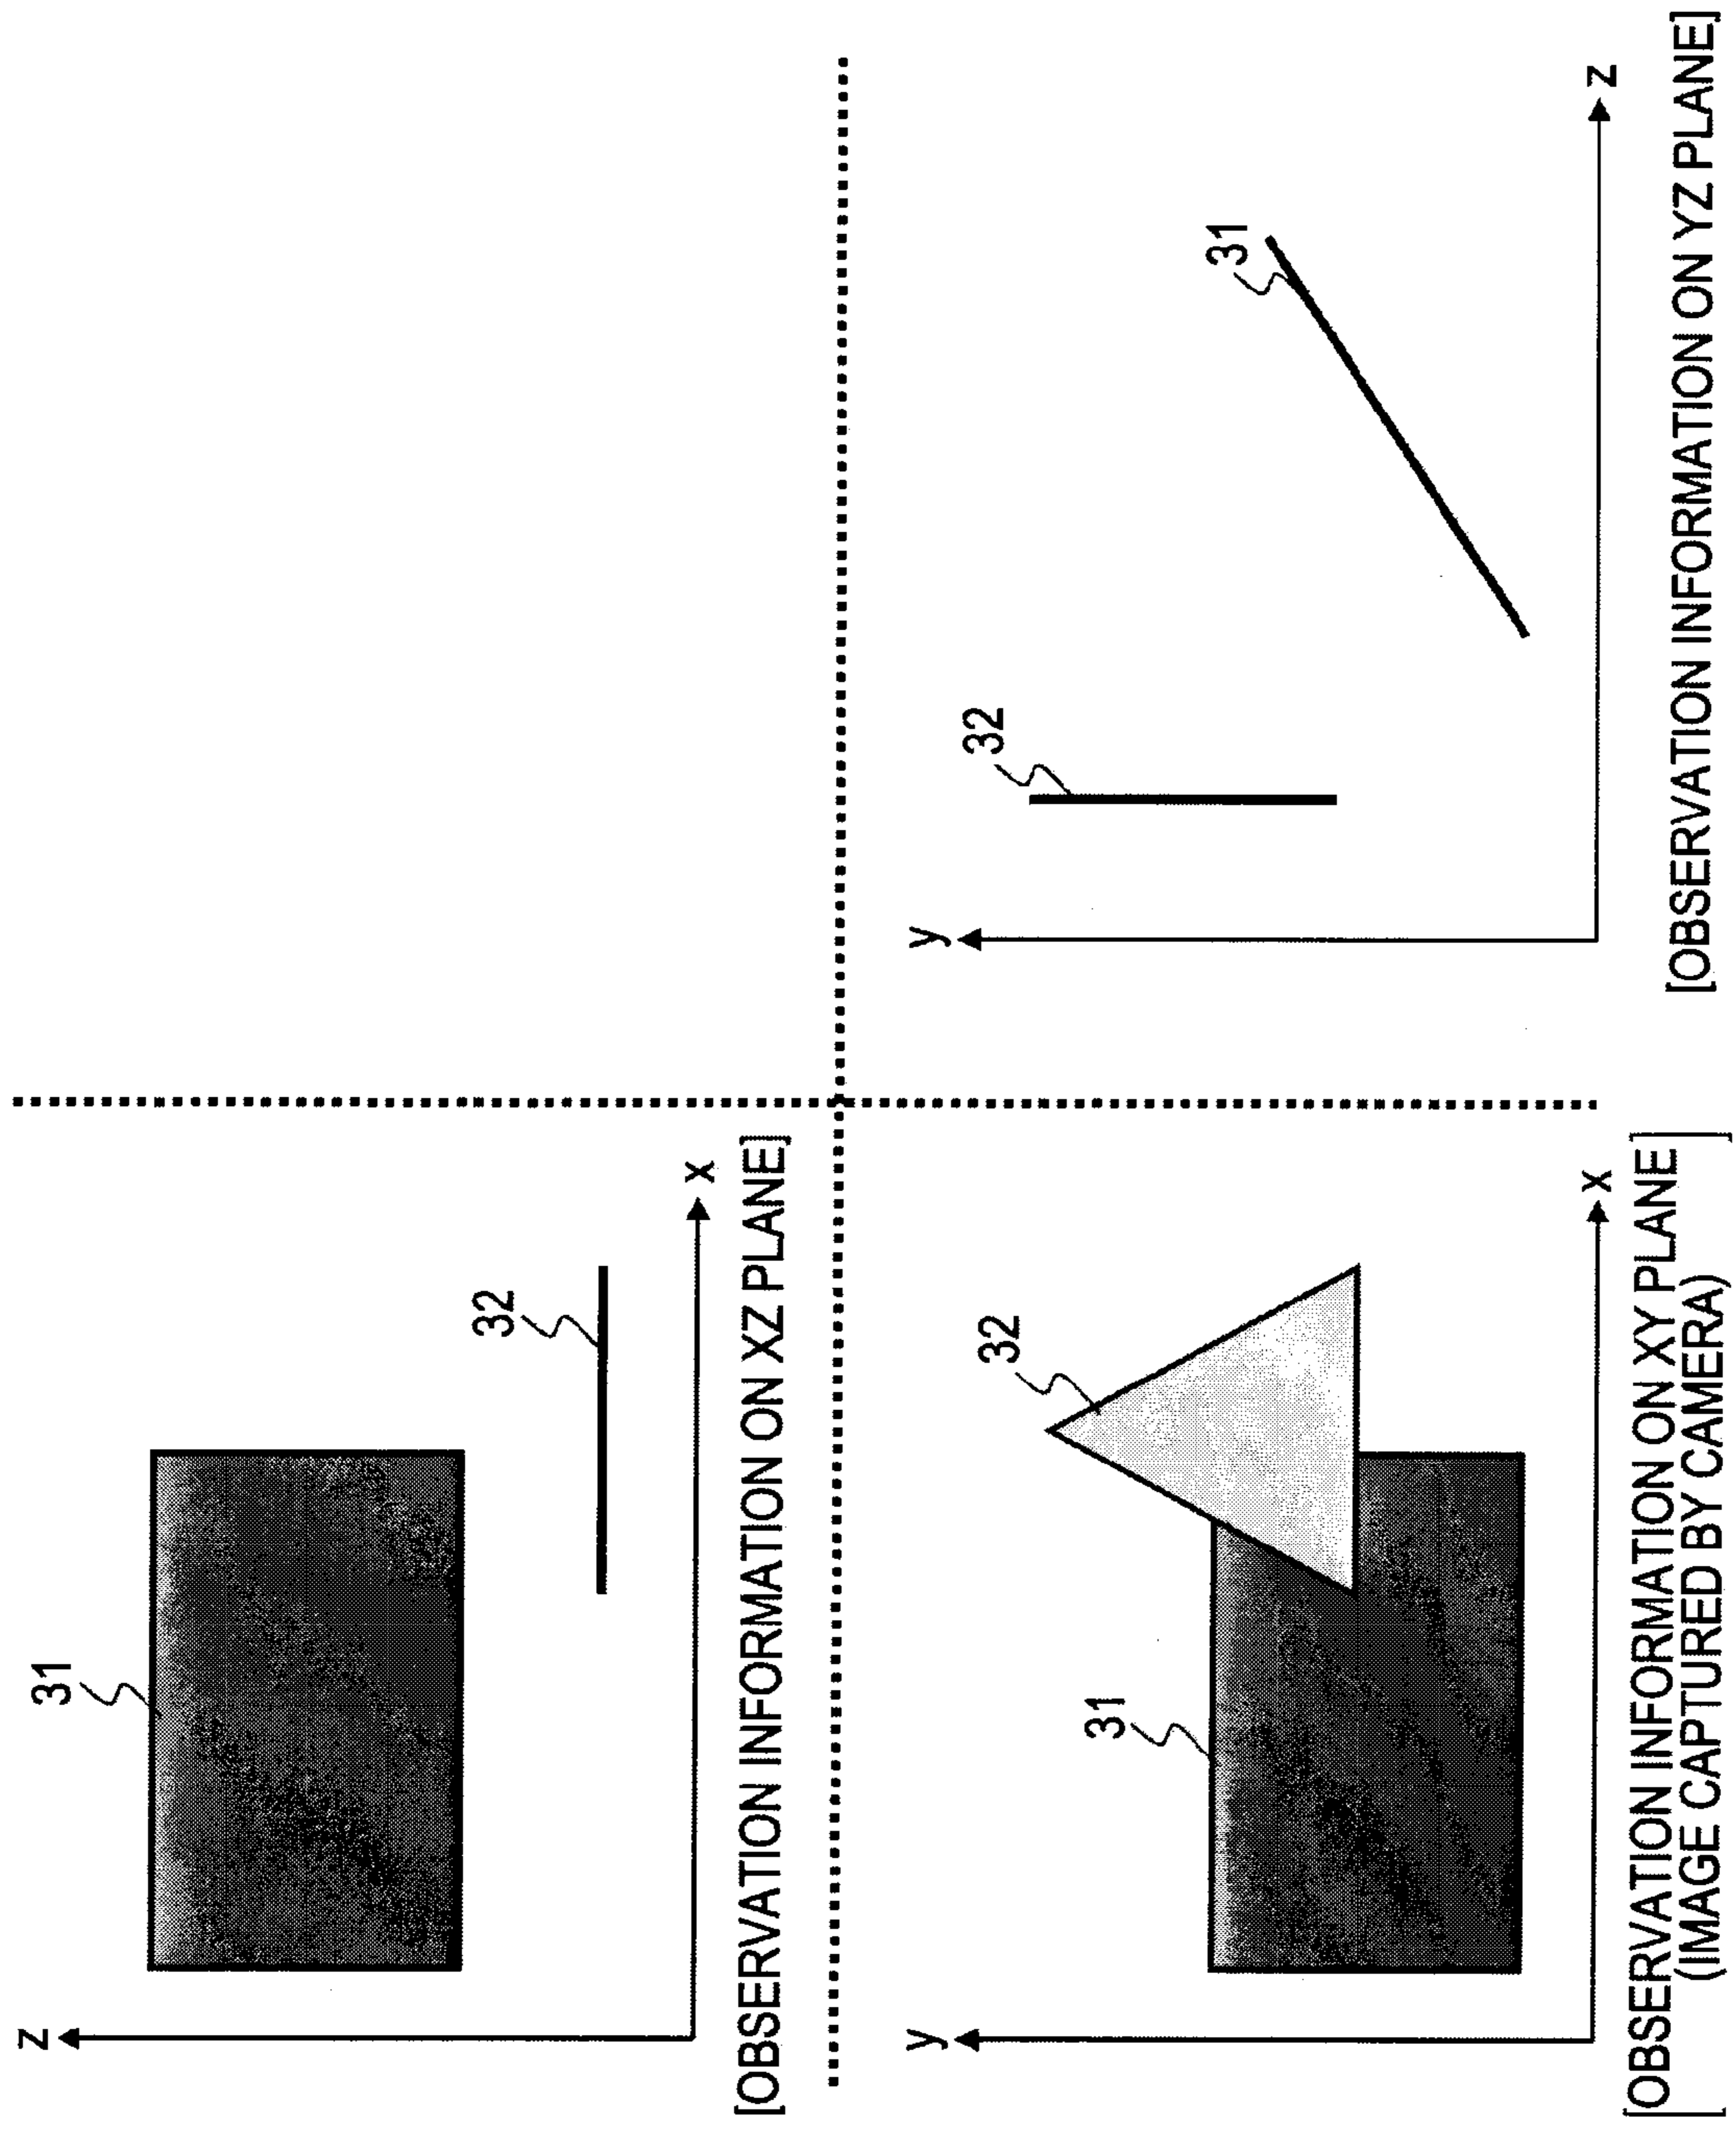 z
31
32
x
[OBSERVATION INFORMATION ON XZ PLANE]
y
31
32
x
[OBSERVATION INFORMATION ON XY PLANE
(IMAGE CAPTURED BY CAMERA)]
y
32
31
z
[OBSERVATION INFORMATION ON YZ PLANE]